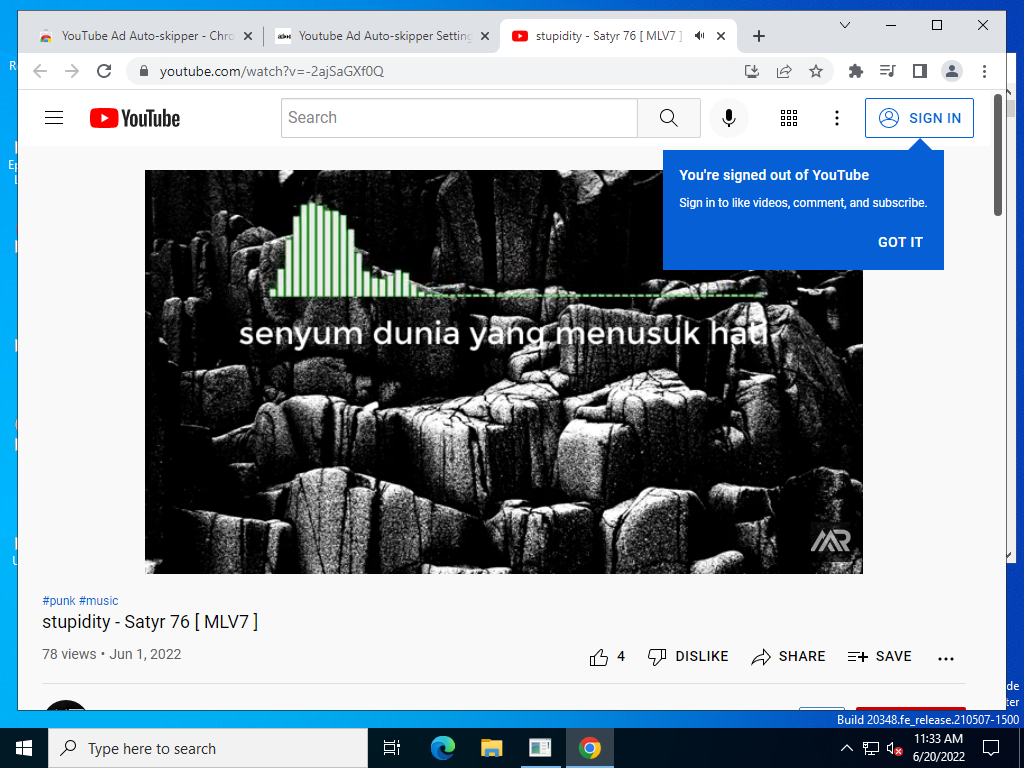 YouTube Ad Auto-skipper - Chro
Youtube Ad Auto-skipper Setting
stupidity - Satyr 76 [ MLV7 ]
youtube.com/watch?v=-2ajSaGXf0Q
YouTube
Search
SIGN IN
You're signed out of YouTube
Sign in to like videos, comment, and subscribe.
GOT IT
senyum dunia yang menusuk hati
#punk #music
stupidity - Satyr 76 [ MLV7 ]
78 views • Jun 1, 2022
4
DISLIKE
SHARE
SAVE
Build 20348.fe_release.210507-1500
Type here to search
11:33 AM
6/20/2022